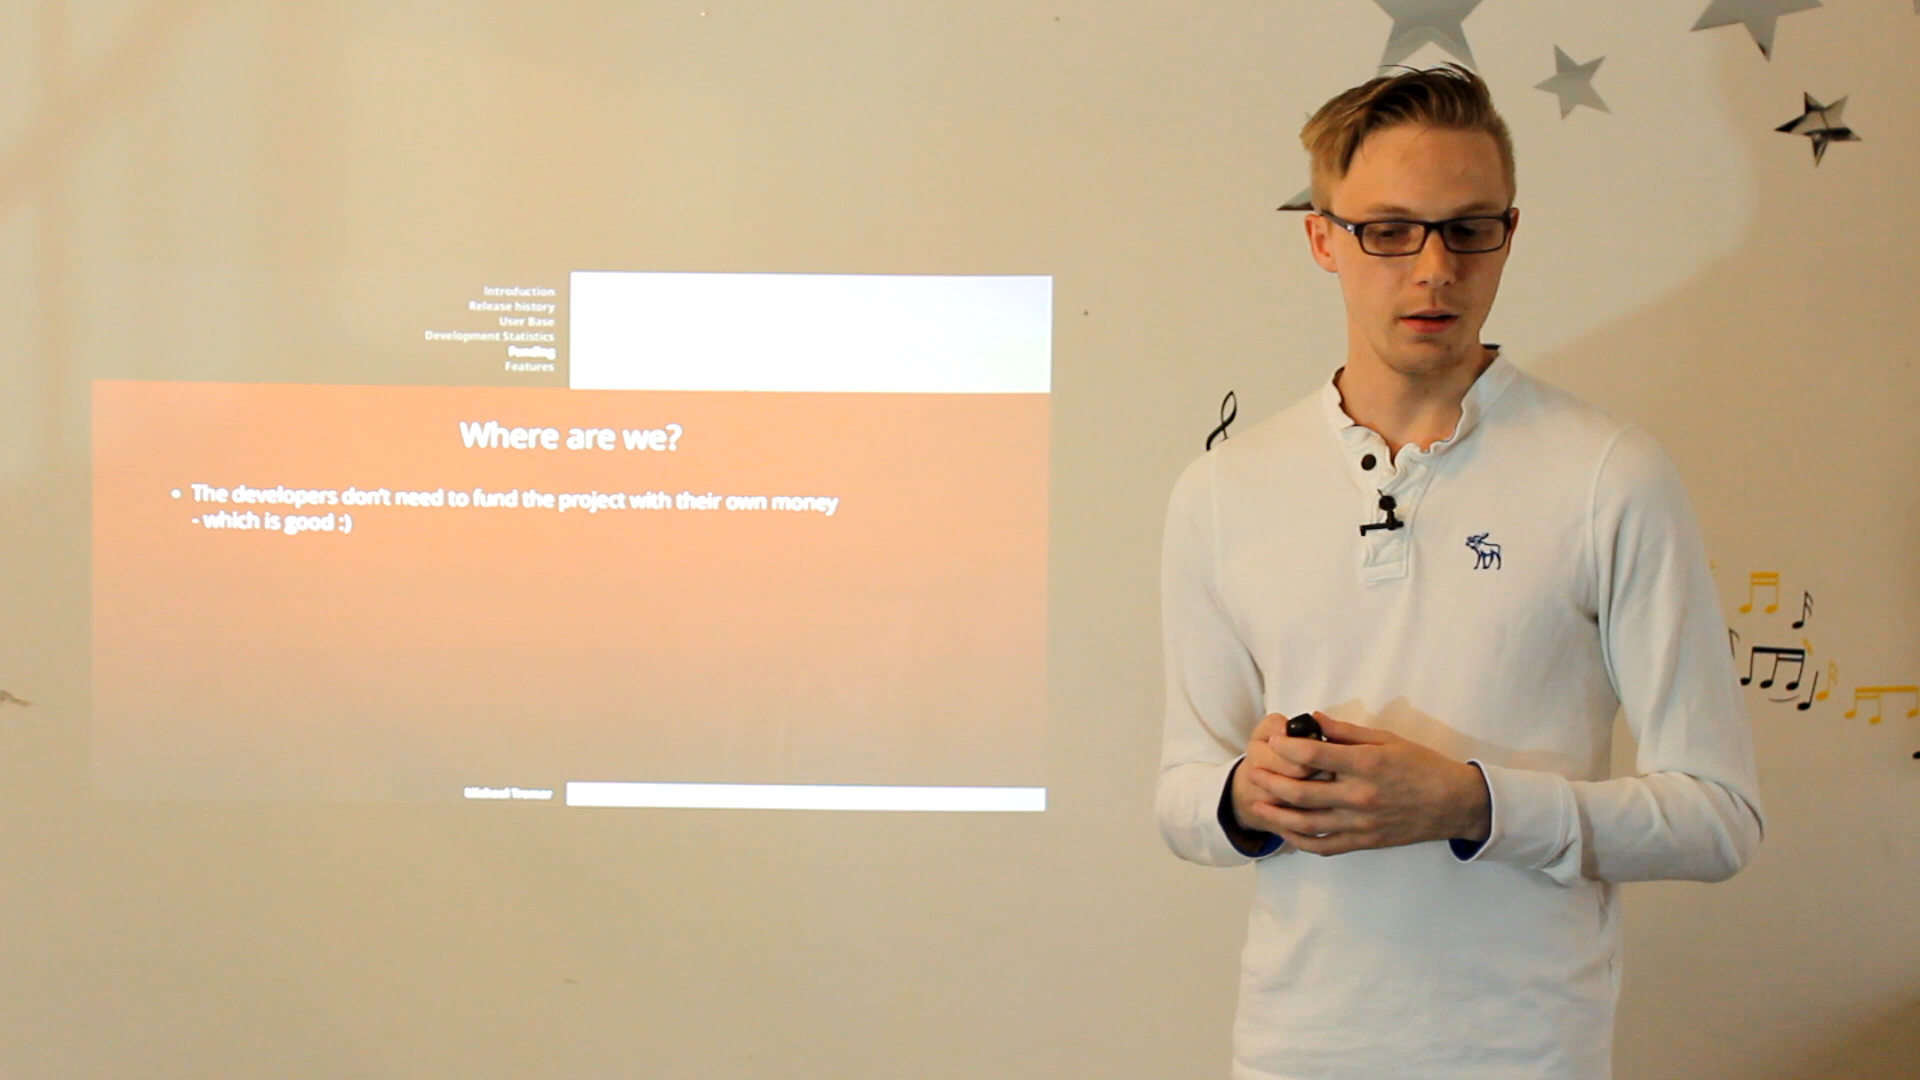 Introduction
Release history
User Base
Development Statistics
Funding
Features
Where are we?
• The developers don't need to fund the project with their own money
- which is good :)
Michael